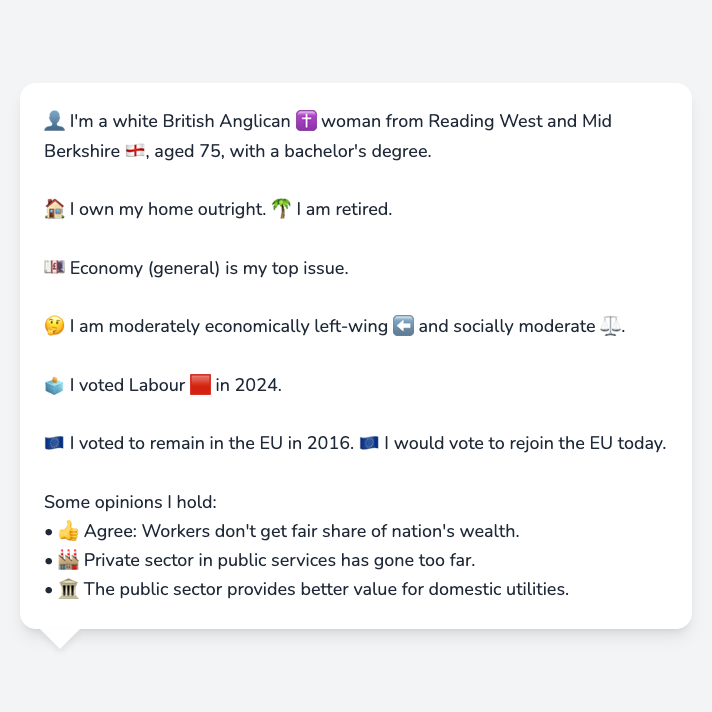 👤 I'm a white British Anglican ✝️ woman from Reading West and Mid
Berkshire 🏴󠁧󠁢󠁥󠁮󠁧󠁿, aged 75, with a bachelor's degree.
🏠 I own my home outright. 🌴 I am retired.
💷 Economy (general) is my top issue.
🤔 I am moderately economically left-wing ⬅️ and socially moderate ⚖️.
🗳️ I voted Labour 🟥 in 2024.
🇪🇺 I voted to remain in the EU in 2016. 🇪🇺 I would vote to rejoin the EU today.
Some opinions I hold:
• 👍 Agree: Workers don't get fair share of nation's wealth.
• 🏭 Private sector in public services has gone too far.
• 🏛️ The public sector provides better value for domestic utilities.